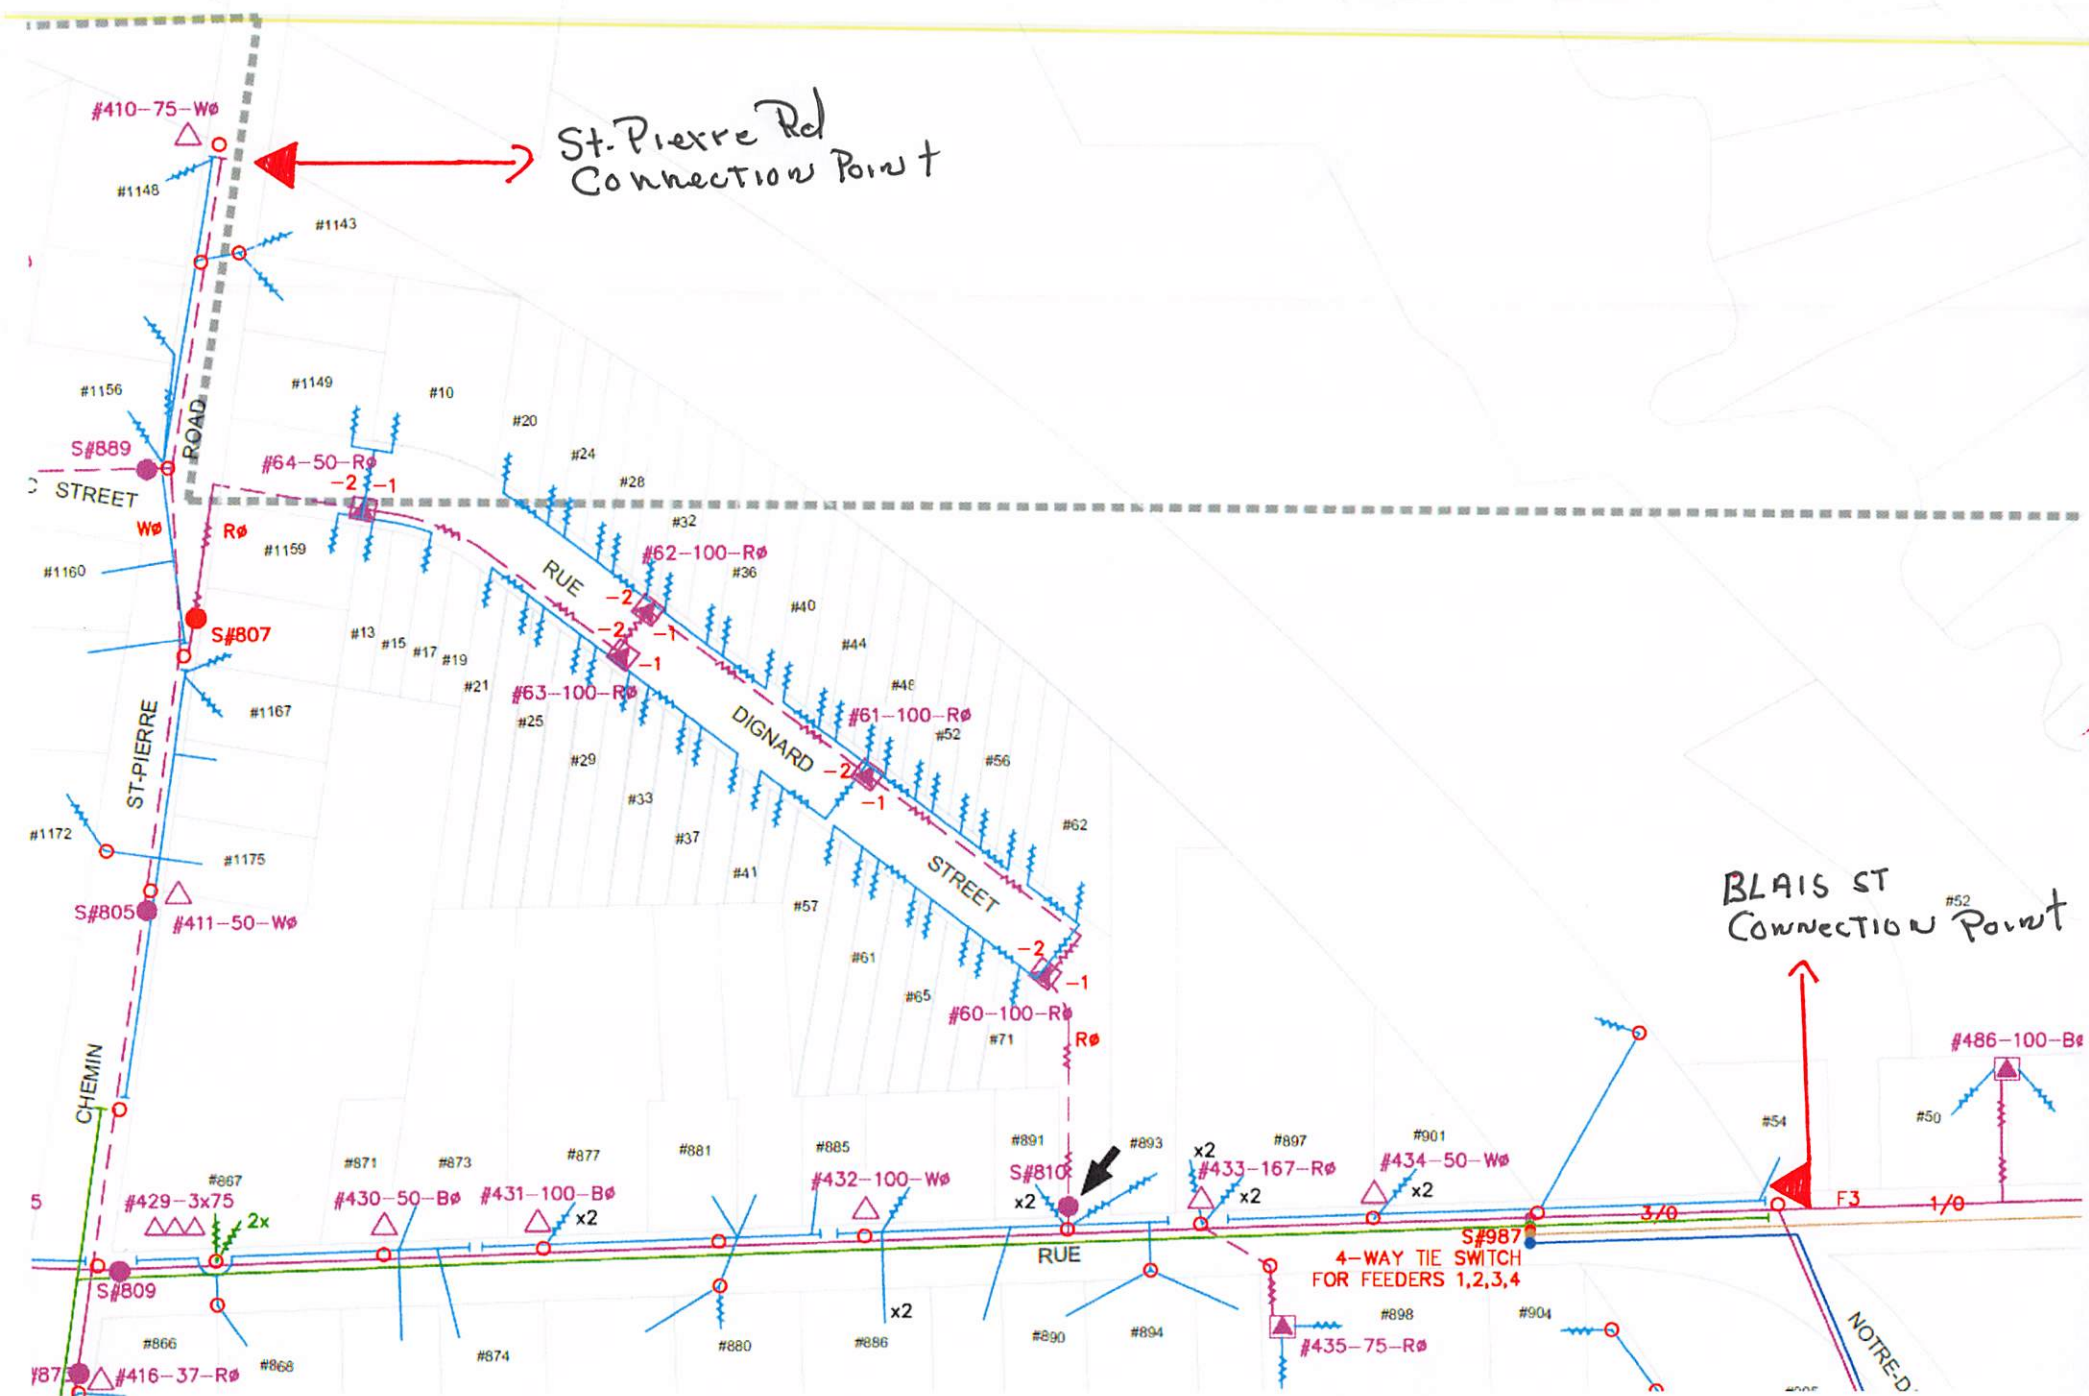 #410-75-WØ
St. Pierre Rd
Connection Point
#1148
#1143
#1149
#10
#1156
ROAD
#20
S#889
#64-50-RØ
#24
-2
-1
#28
STREET
WØ
RØ
#32
#1159
#62-100-RØ
#1160
RUE
#36
-2
#40
S#807
#13
#15
#17
#19
-2
-1
-1
#44
#21
#63-100-RØ
#48
#1167
#25
#61-100-RØ
ST-PIERRE
DIGNARD
#52
#29
-2
#56
#33
-1
#1172
#37
#62
#1175
#41
STREET
BLAIS ST
#52
CONNECTION Point
S#805
#411-50-WØ
#57
#61
-2
-1
#65
#60-100-RØ
#71
RØ
#486-100-BØ
CHEMIN
#54
#50
#871
#873
#877
#881
#885
#891
#893
x2
#897
#901
#867
#432-100-WØ
S#810
#433-167-RØ
#434-50-WØ
5
#429-3x75
#430-50-BØ
#431-100-BØ
x2
x2
x2
x2
2x
F3
1/0
3/0
S#987
RUE
4-WAY TIE SWITCH
FOR FEEDERS 1,2,3,4
S#809
x2
#866
#868
#874
#880
#886
#890
#894
#435-75-RØ
#898
#904
NOTRE-D
#416-37-RØ